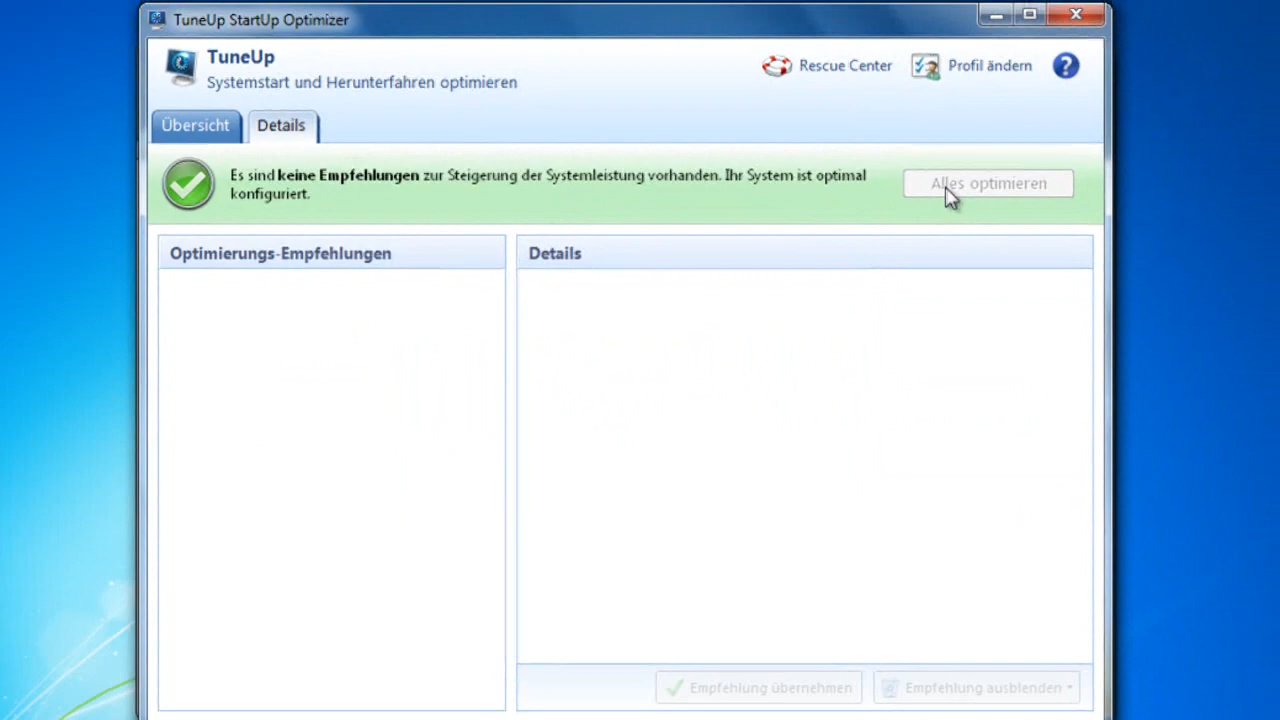 TuneUp StartUp Optimizer
TuneUp
Systemstart und Herunterfahren optimieren
Rescue Center
Profil ändern
Übersicht
Details
Es sind keine Empfehlungen zur Steigerung der Systemleistung vorhanden. Ihr System ist optimal
konfiguriert.
Alles optimieren
Optimierungs-Empfehlungen
Details
Empfehlung übernehmen
Empfehlung ausblenden